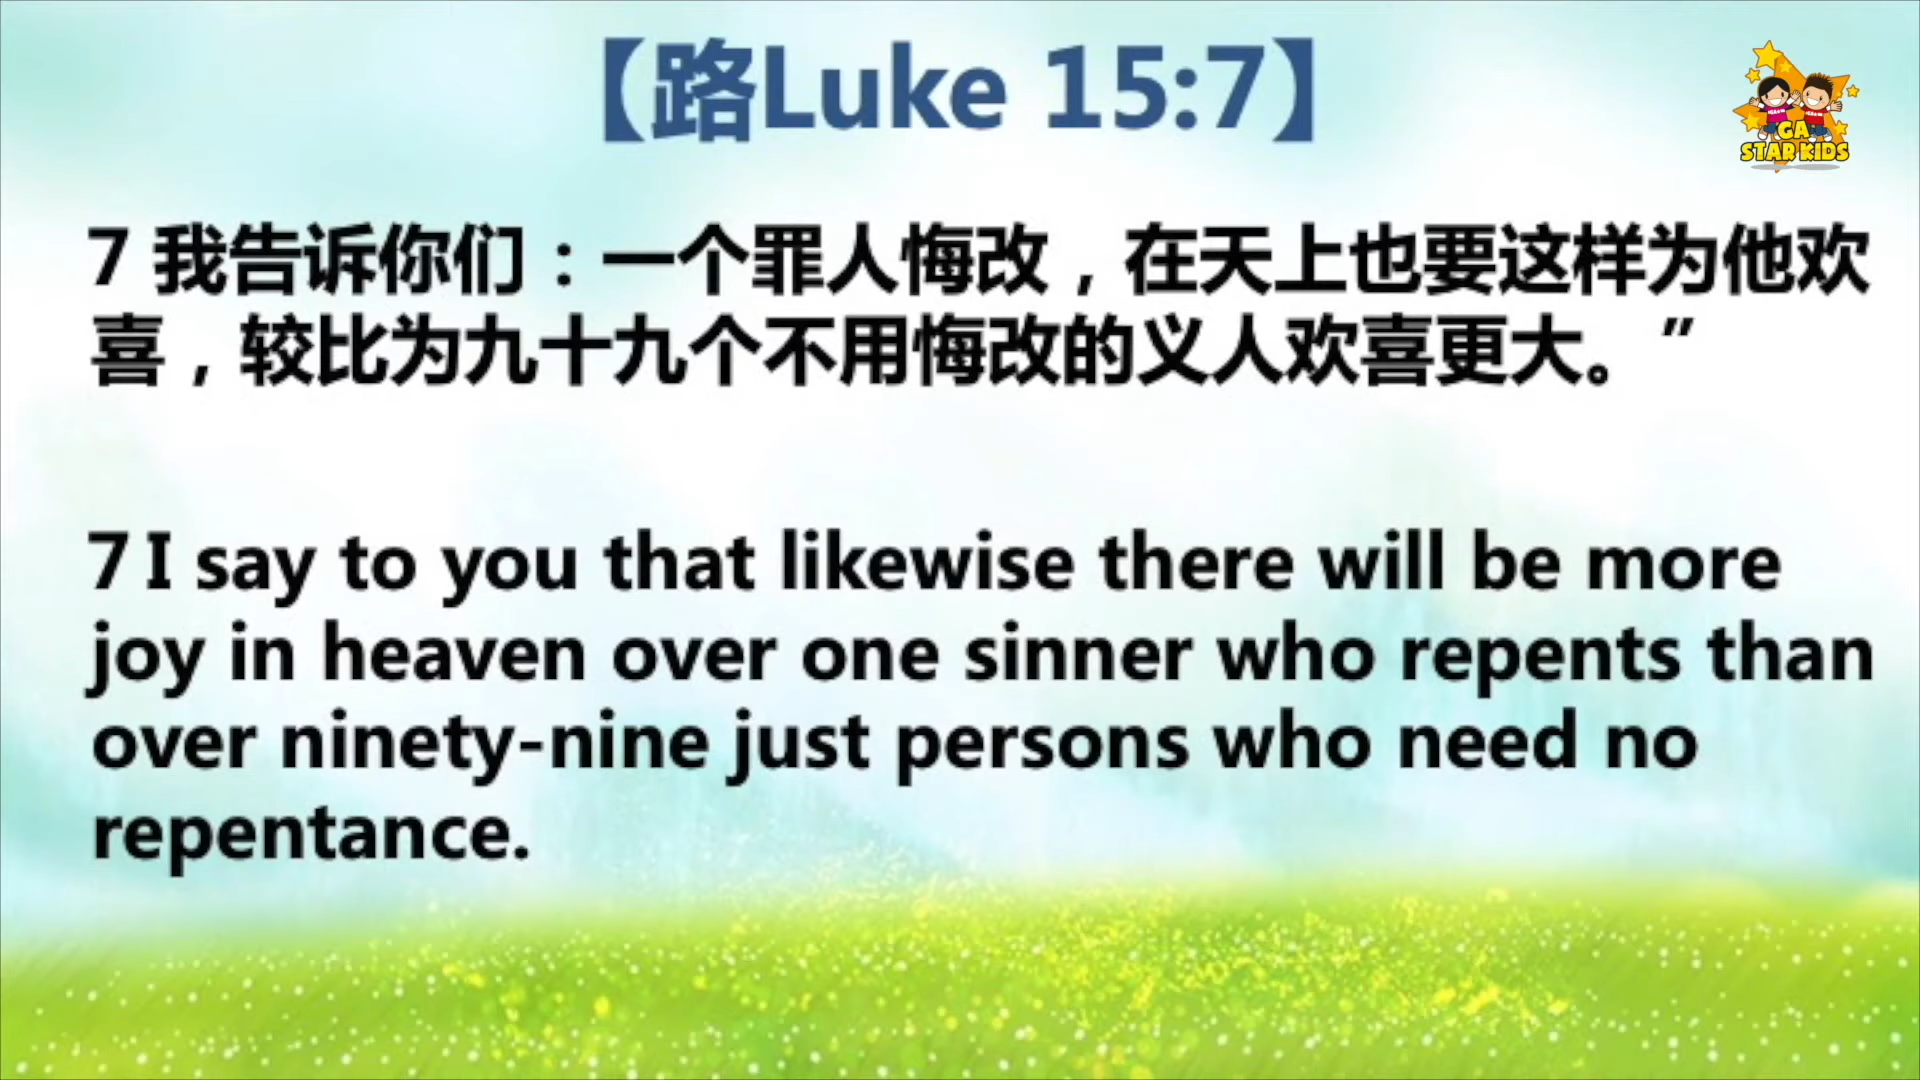 【路Luke 15:7】
GA
STAR KIDS
7 我告诉你们：一个罪人悔改，在天上也要这样为他欢
喜，较比为九十九个不用悔改的义人欢喜更大。”
7 I say to you that likewise there will be more
joy in heaven over one sinner who repents than
over ninety-nine just persons who need no
repentance.